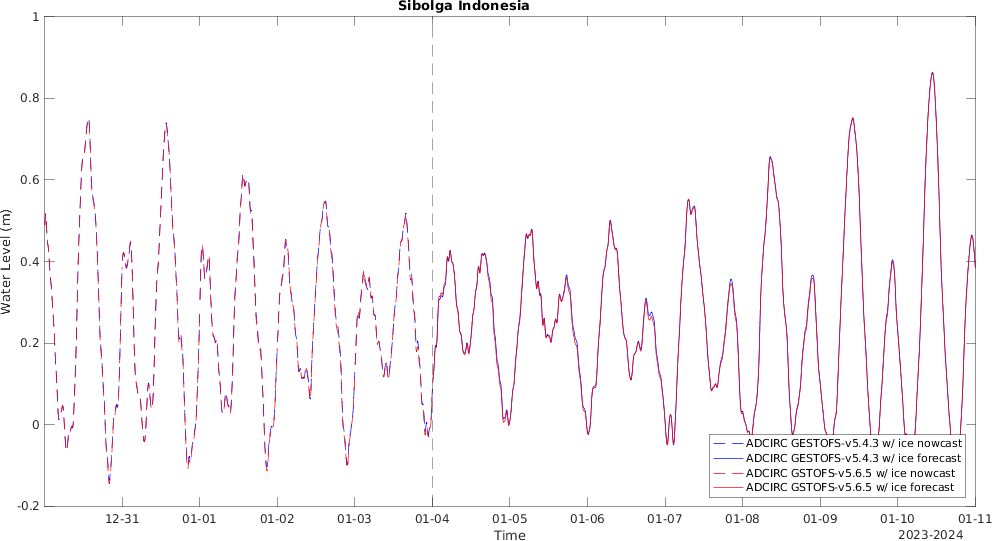 Sibolga Indonesia
1
0.8
0.6
0.4
0.2
0
-0.2
Water Level (m)
12-31 01-01 01-02 01-03 01-04 01-05 01-06 01-07 01-08 01-09 01-10 01-11
Time
2023-2024
ADCIRC GESTOFS-v5.4.3 w/ ice nowcast
ADCIRC GESTOFS-v5.4.3 w/ ice forecast
ADCIRC GSTOFS-v5.6.5 w/ ice nowcast
ADCIRC GSTOFS-v5.6.5 w/ ice forecast